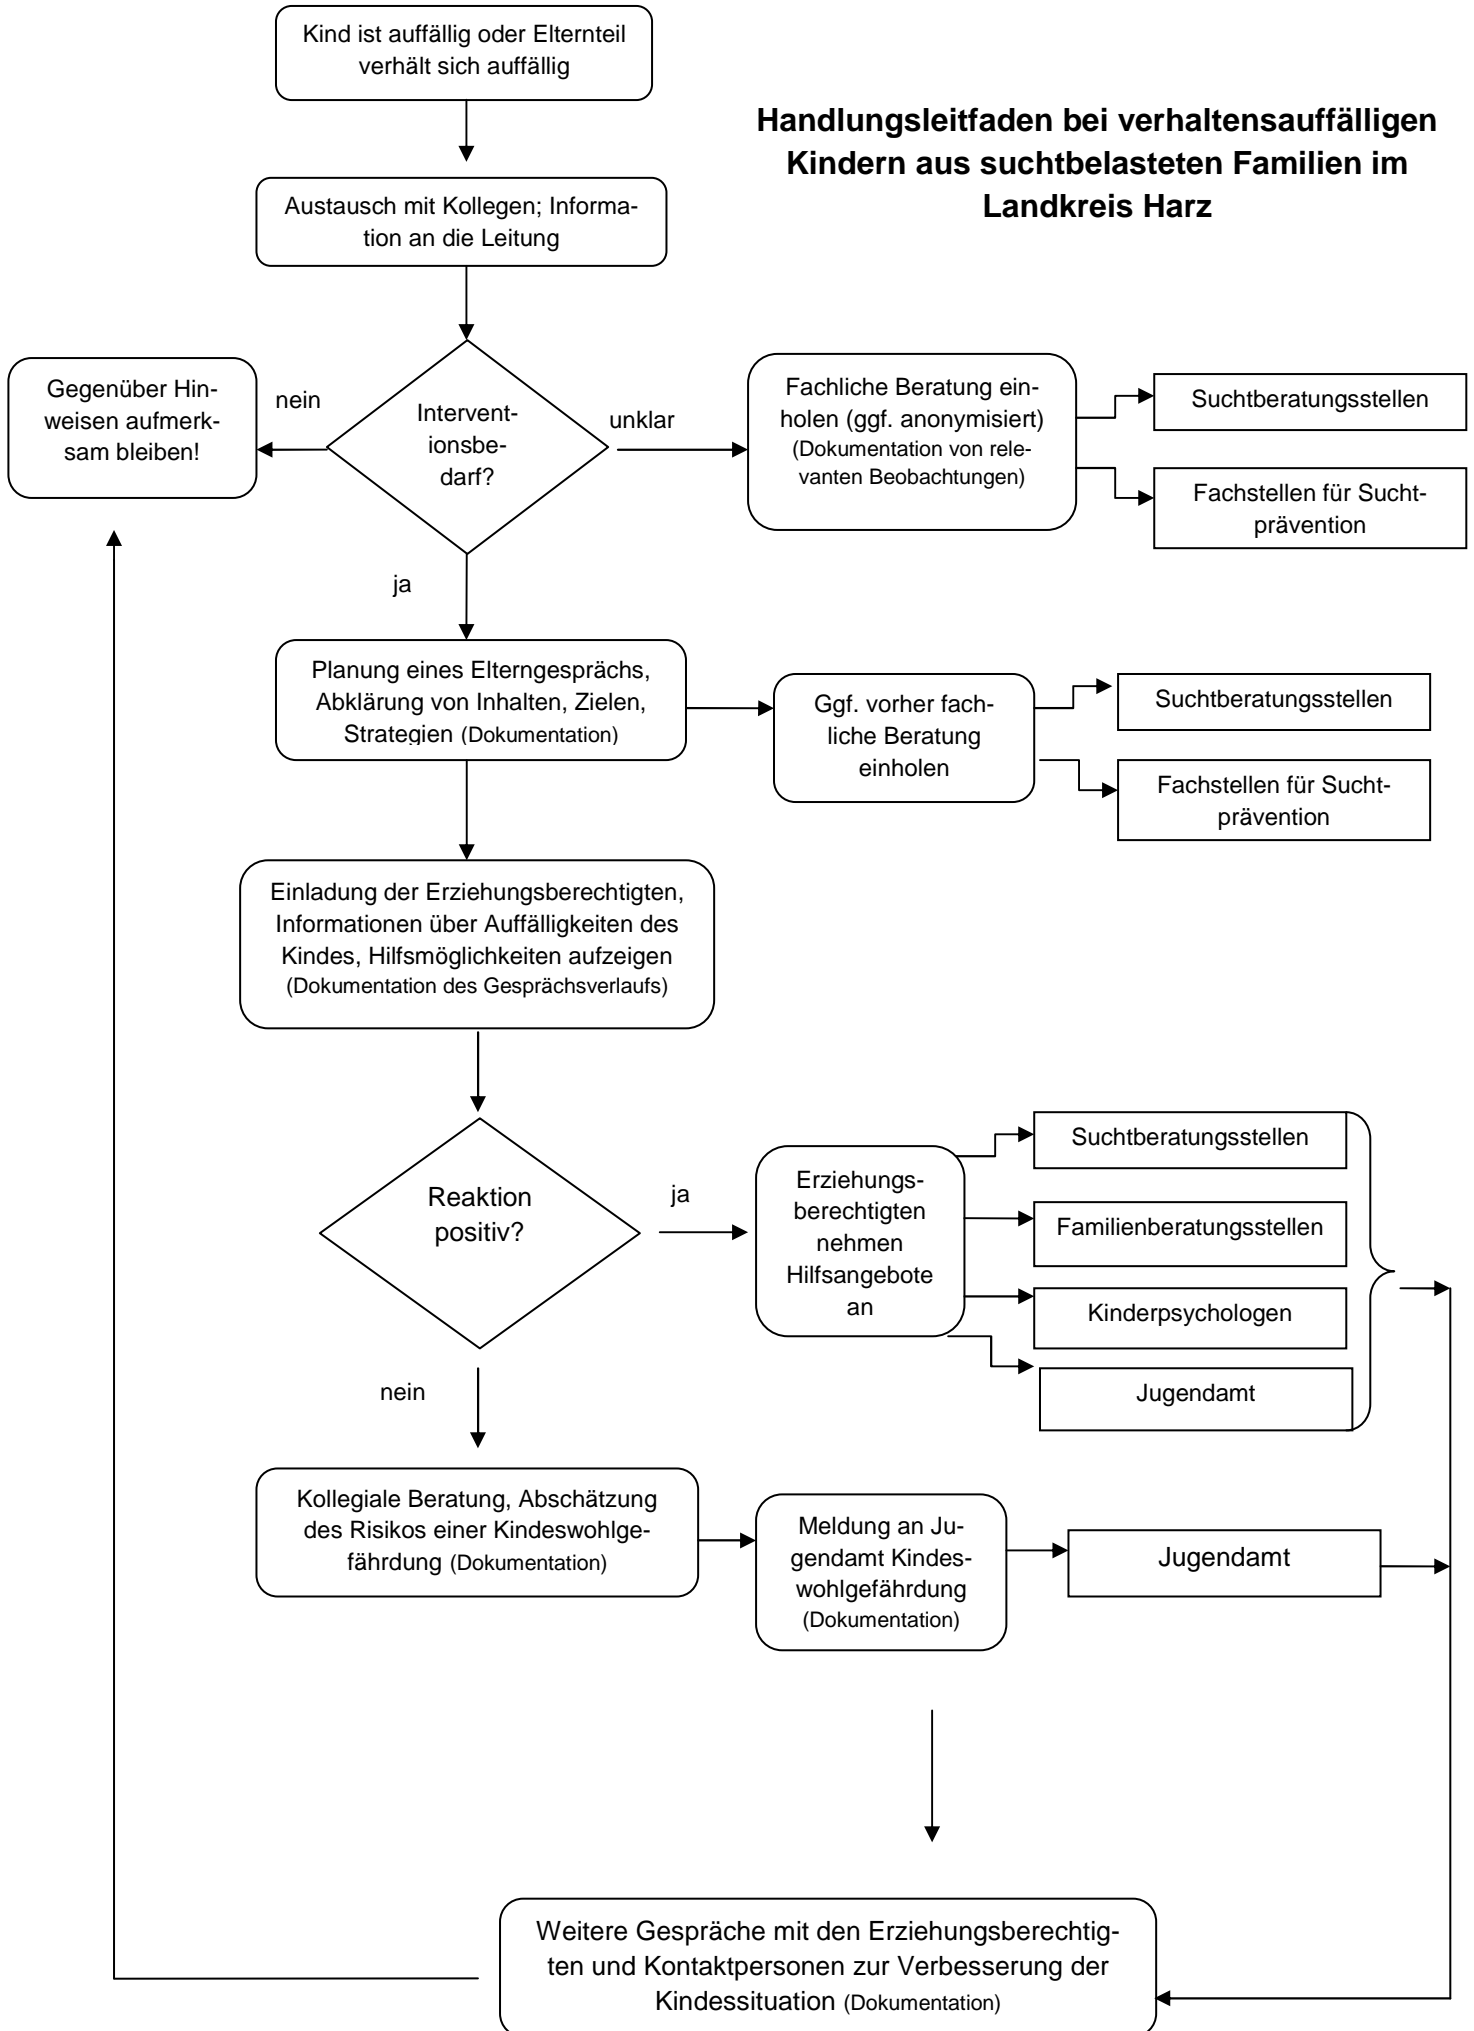 Kind ist auffällig oder Elternteil
verhält sich auffällig
Handlungsleitfaden bei verhaltensauffälligen
Kindern aus suchtbelasteten Familien im
Landkreis Harz
Austausch mit Kollegen; Informa-
tion an die Leitung
Gegenüber Hin-
weisen aufmerk-
sam bleiben!
nein
Intervent-
ionsbe-
darf?
unklar
Fachliche Beratung ein-
holen (ggf. anonymisiert)
(Dokumentation von rele-
vanten Beobachtungen)
Suchtberatungsstellen
Fachstellen für Sucht-
prävention
ja
Planung eines Elterngesprächs,
Abklärung von Inhalten, Zielen,
Strategien (Dokumentation)
Ggf. vorher fach-
liche Beratung
einholen
Suchtberatungsstellen
Fachstellen für Sucht-
prävention
Einladung der Erziehungsberechtigten,
Informationen über Auffälligkeiten des
Kindes, Hilfsmöglichkeiten aufzeigen
(Dokumentation des Gesprächsverlaufs)
Reaktion
positiv?
ja
Erziehungs-
berechtigten
nehmen
Hilfsangebote
an
Suchtberatungsstellen
Familienberatungsstellen
Kinderpsychologen
Jugendamt
nein
Kollegiale Beratung, Abschätzung
des Risikos einer Kindeswohlge-
fährdung (Dokumentation)
Meldung an Ju-
gendamt Kindes-
wohlgefährdung
(Dokumentation)
Jugendamt
Weitere Gespräche mit den Erziehungsberechtig-
ten und Kontaktpersonen zur Verbesserung der
Kindessituation (Dokumentation)